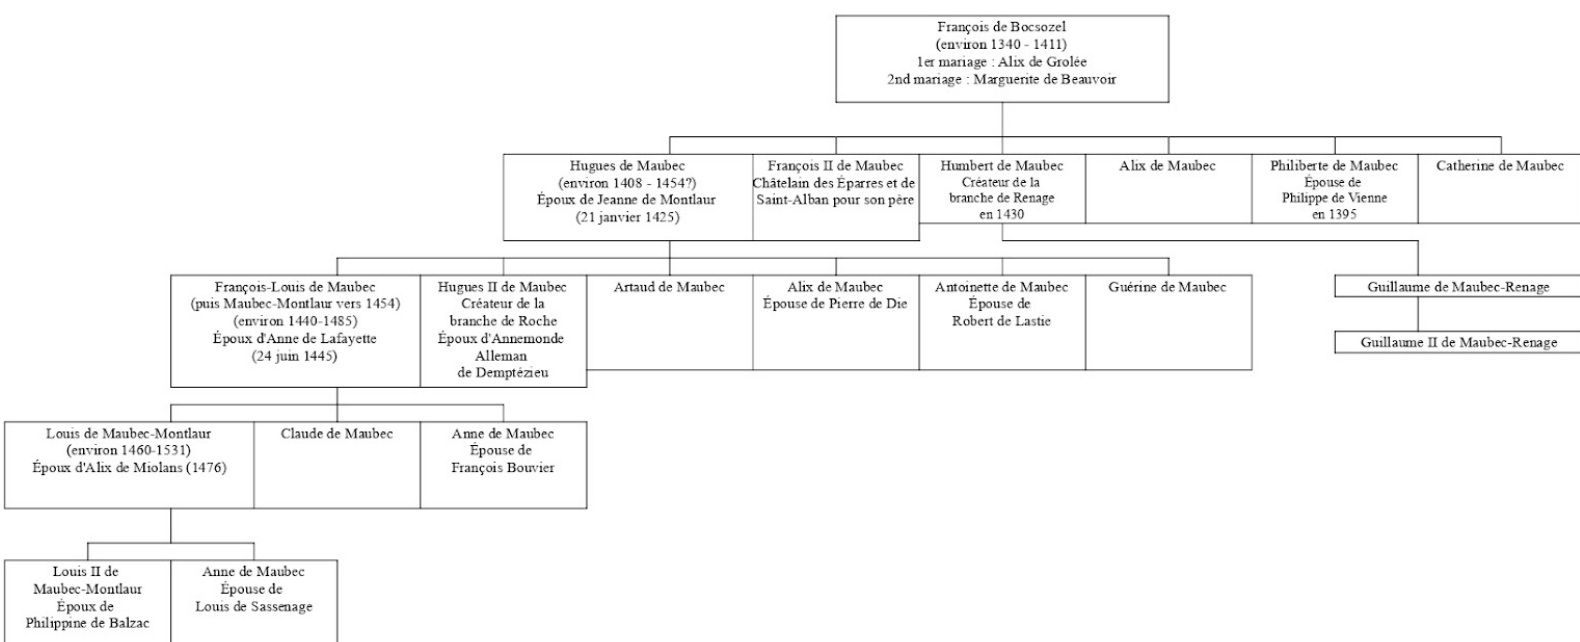 François de Bocsozel
(environ 1340 - 1411)
1er mariage : Alix de Grolée
2nd mariage : Marguerite de Beauvoir
Hugues de Maubec
(environ 1408 - 1454?)
Époux de Jeanne de Montlaur
(21 janvier 1425)
François II de Maubec
Châtelain des Éparres et de
Saint-Alban pour son père
Humbert de Maubec
Créateur de la
branche de Renage
en 1430
Alix de Maubec
Philiberte de Maubec
Épouse de
Philippe de Vienne
en 1395
Catherine de Maubec
François-Louis de Maubec
(puis Maubec-Montlaur vers 1454)
(environ 1440-1485)
Époux d'Anne de Lafayette
(24 juin 1445)
Hugues II de Maubec
Créateur de la
branche de Roche
Époux d'Annemonde
Alleman
de Demptézieu
Artaud de Maubec
Alix de Maubec
Épouse de Pierre de Die
Antoinette de Maubec
Épouse de
Robert de Lastie
Guérine de Maubec
Guillaume de Maubec-Renage
Guillaume II de Maubec-Renage
Louis de Maubec-Montlaur
(environ 1460-1531)
Époux d'Alix de Miolans (1476)
Claude de Maubec
Anne de Maubec
Épouse de
François Bouvier
Louis II de
Maubec-Montlaur
Époux de
Philippine de Balzac
Anne de Maubec
Épouse de
Louis de Sassenage